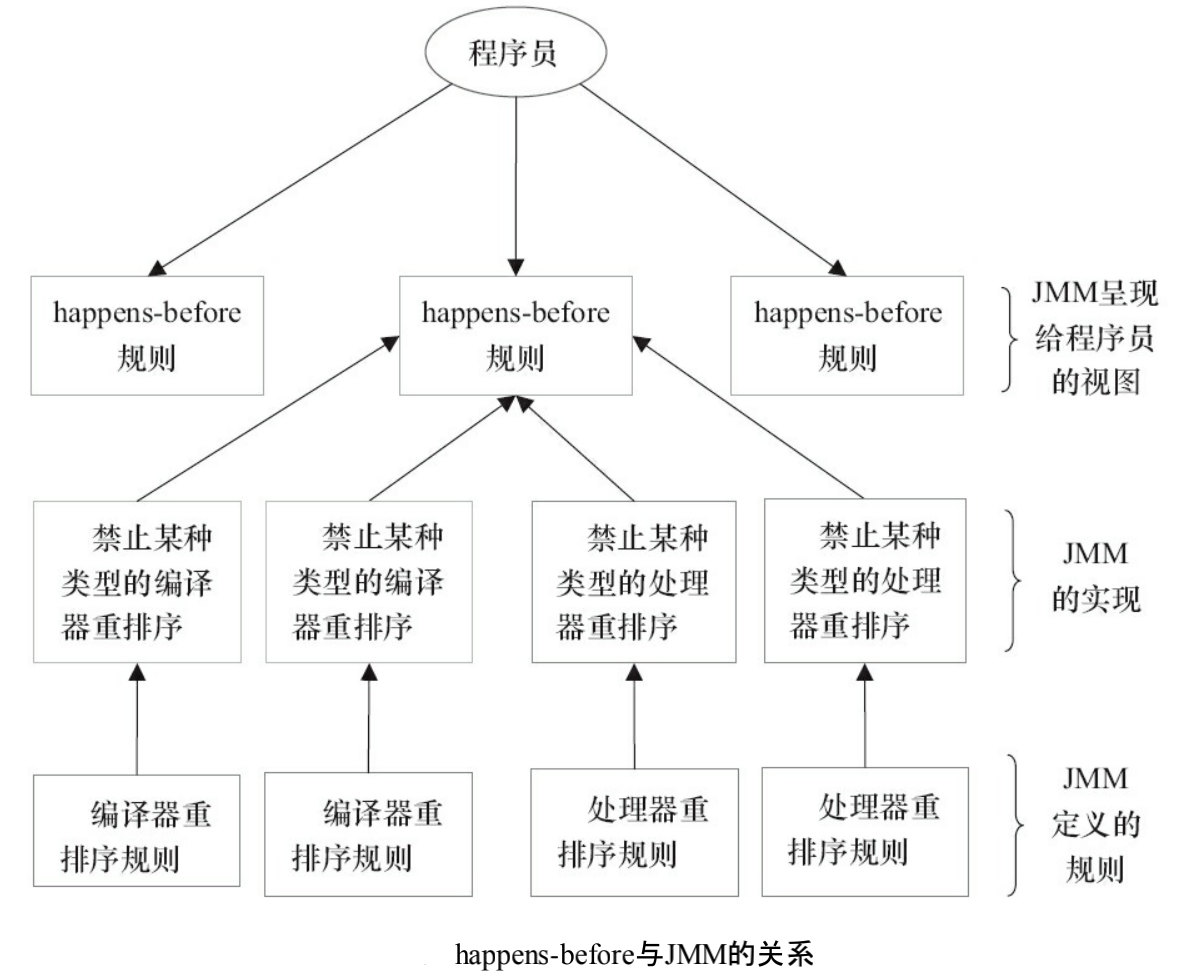 程序员
happens-before
规则
happens-before
规则
happens-before
规则
JMM呈现
给程序员
的视图
禁止某种
类型的编译
器重排序
禁止某种
类型的编译
器重排序
禁止某种
类型的处理
器重排序
禁止某种
类型的处理
器重排序
JMM
的实现
编译器重
排序规则
编译器重
排序规则
处理器重
排序规则
处理器重
排序规则
JMM
定义的
规则
happens-before与JMM的关系